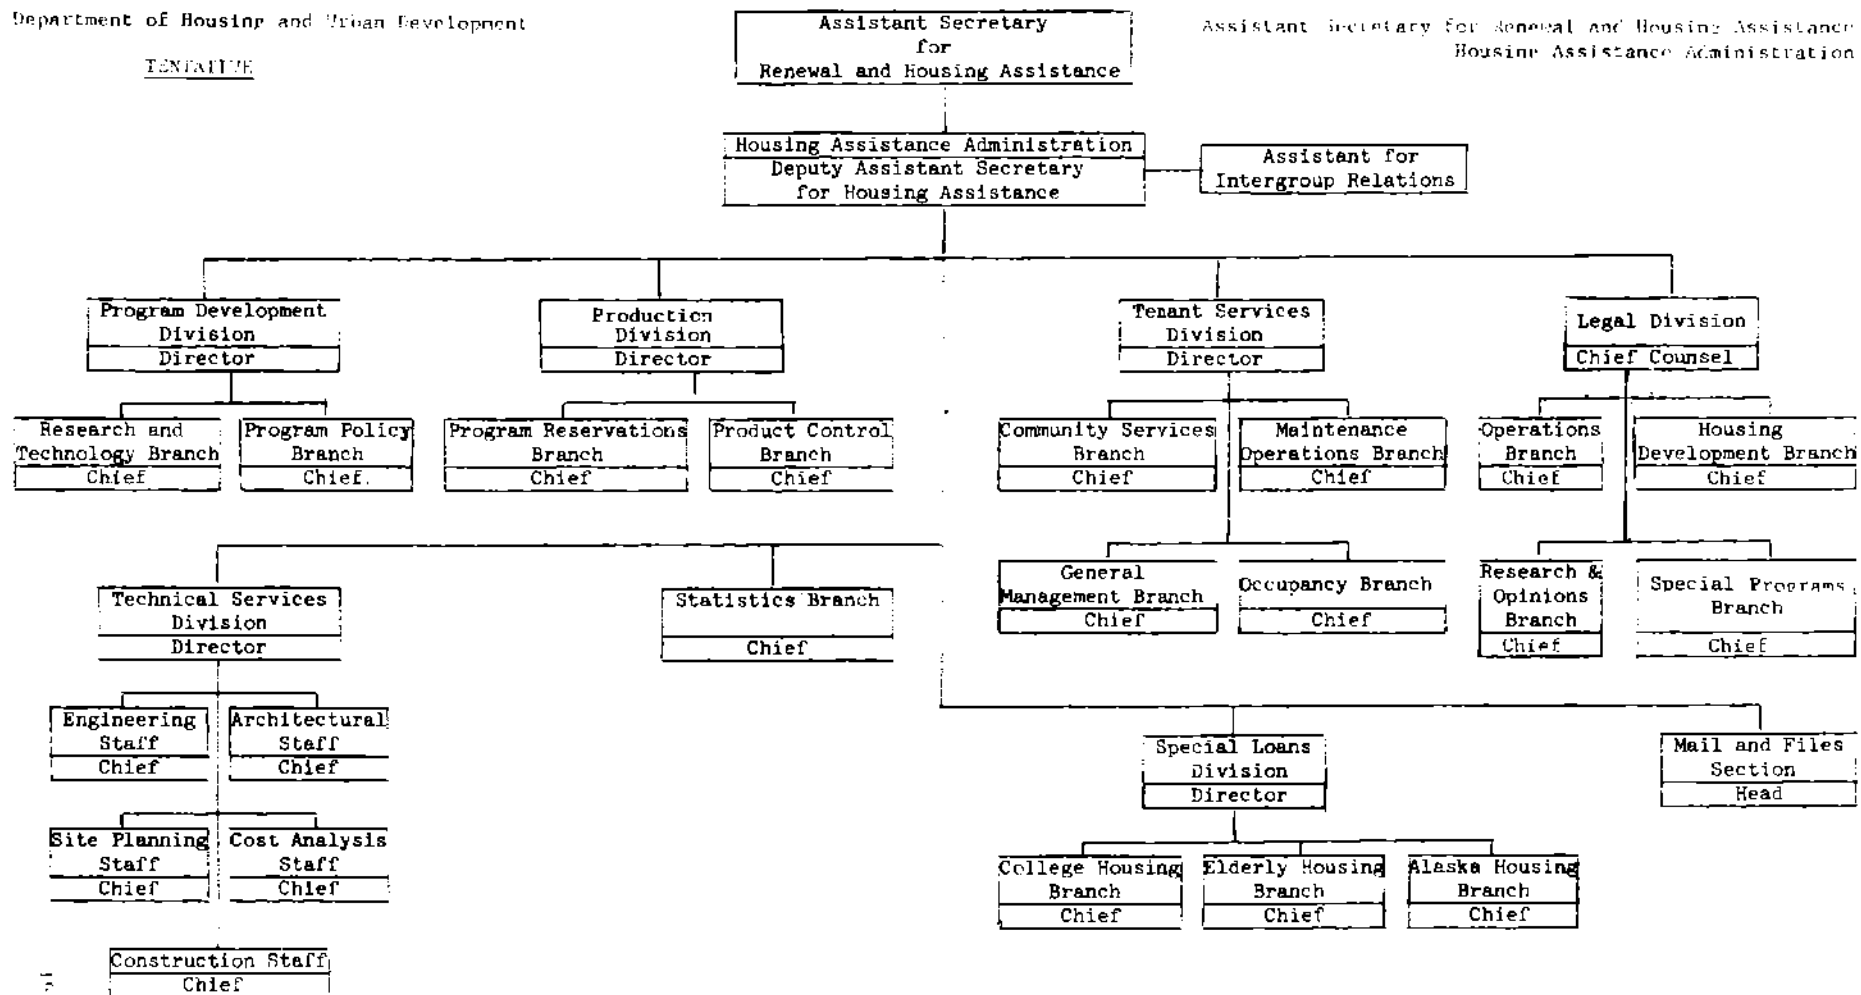 Department of Housing and Urban Development
TENTATIVE
Assistant Secretary
for
Renewal and Housing Assistance
Assistant Secretary for Renewal and Housing Assistance
Housing Assistance Administration
Housing Assistance Administration
Deputy Assistant Secretary
for Housing Assistance
Assistant for
Intergroup Relations
Program Development
Division
Director
Production
Division
Director
Tenant Services
Division
Director
Legal Division
Chief Counsel
Research and
Technology Branch
Chief
Program Policy
Branch
Chief.
Program Reservations
Branch
Chief
Product Control
Branch
Chief
Community Services
Branch
Chief
Maintenance
Operations Branch
Chief
Operations
Branch
Chief
Housing
Development Branch
Chief
General
Management Branch
Chief
Occupancy Branch
Chief
Research &
Opinions
Branch
Chief
Special Programs
Branch
Chief
Technical Services
Division
Director
Statistics Branch
Chief
Engineering
Staff
Chief
Architectural
Staff
Chief
Site Planning
Staff
Chief
Cost Analysis
Staff
Chief
Construction Staff
Chief
Special Loans
Division
Director
Mail and Files
Section
Head
College Housing
Branch
Chief
Elderly Housing
Branch
Chief
Alaska Housing
Branch
Chief